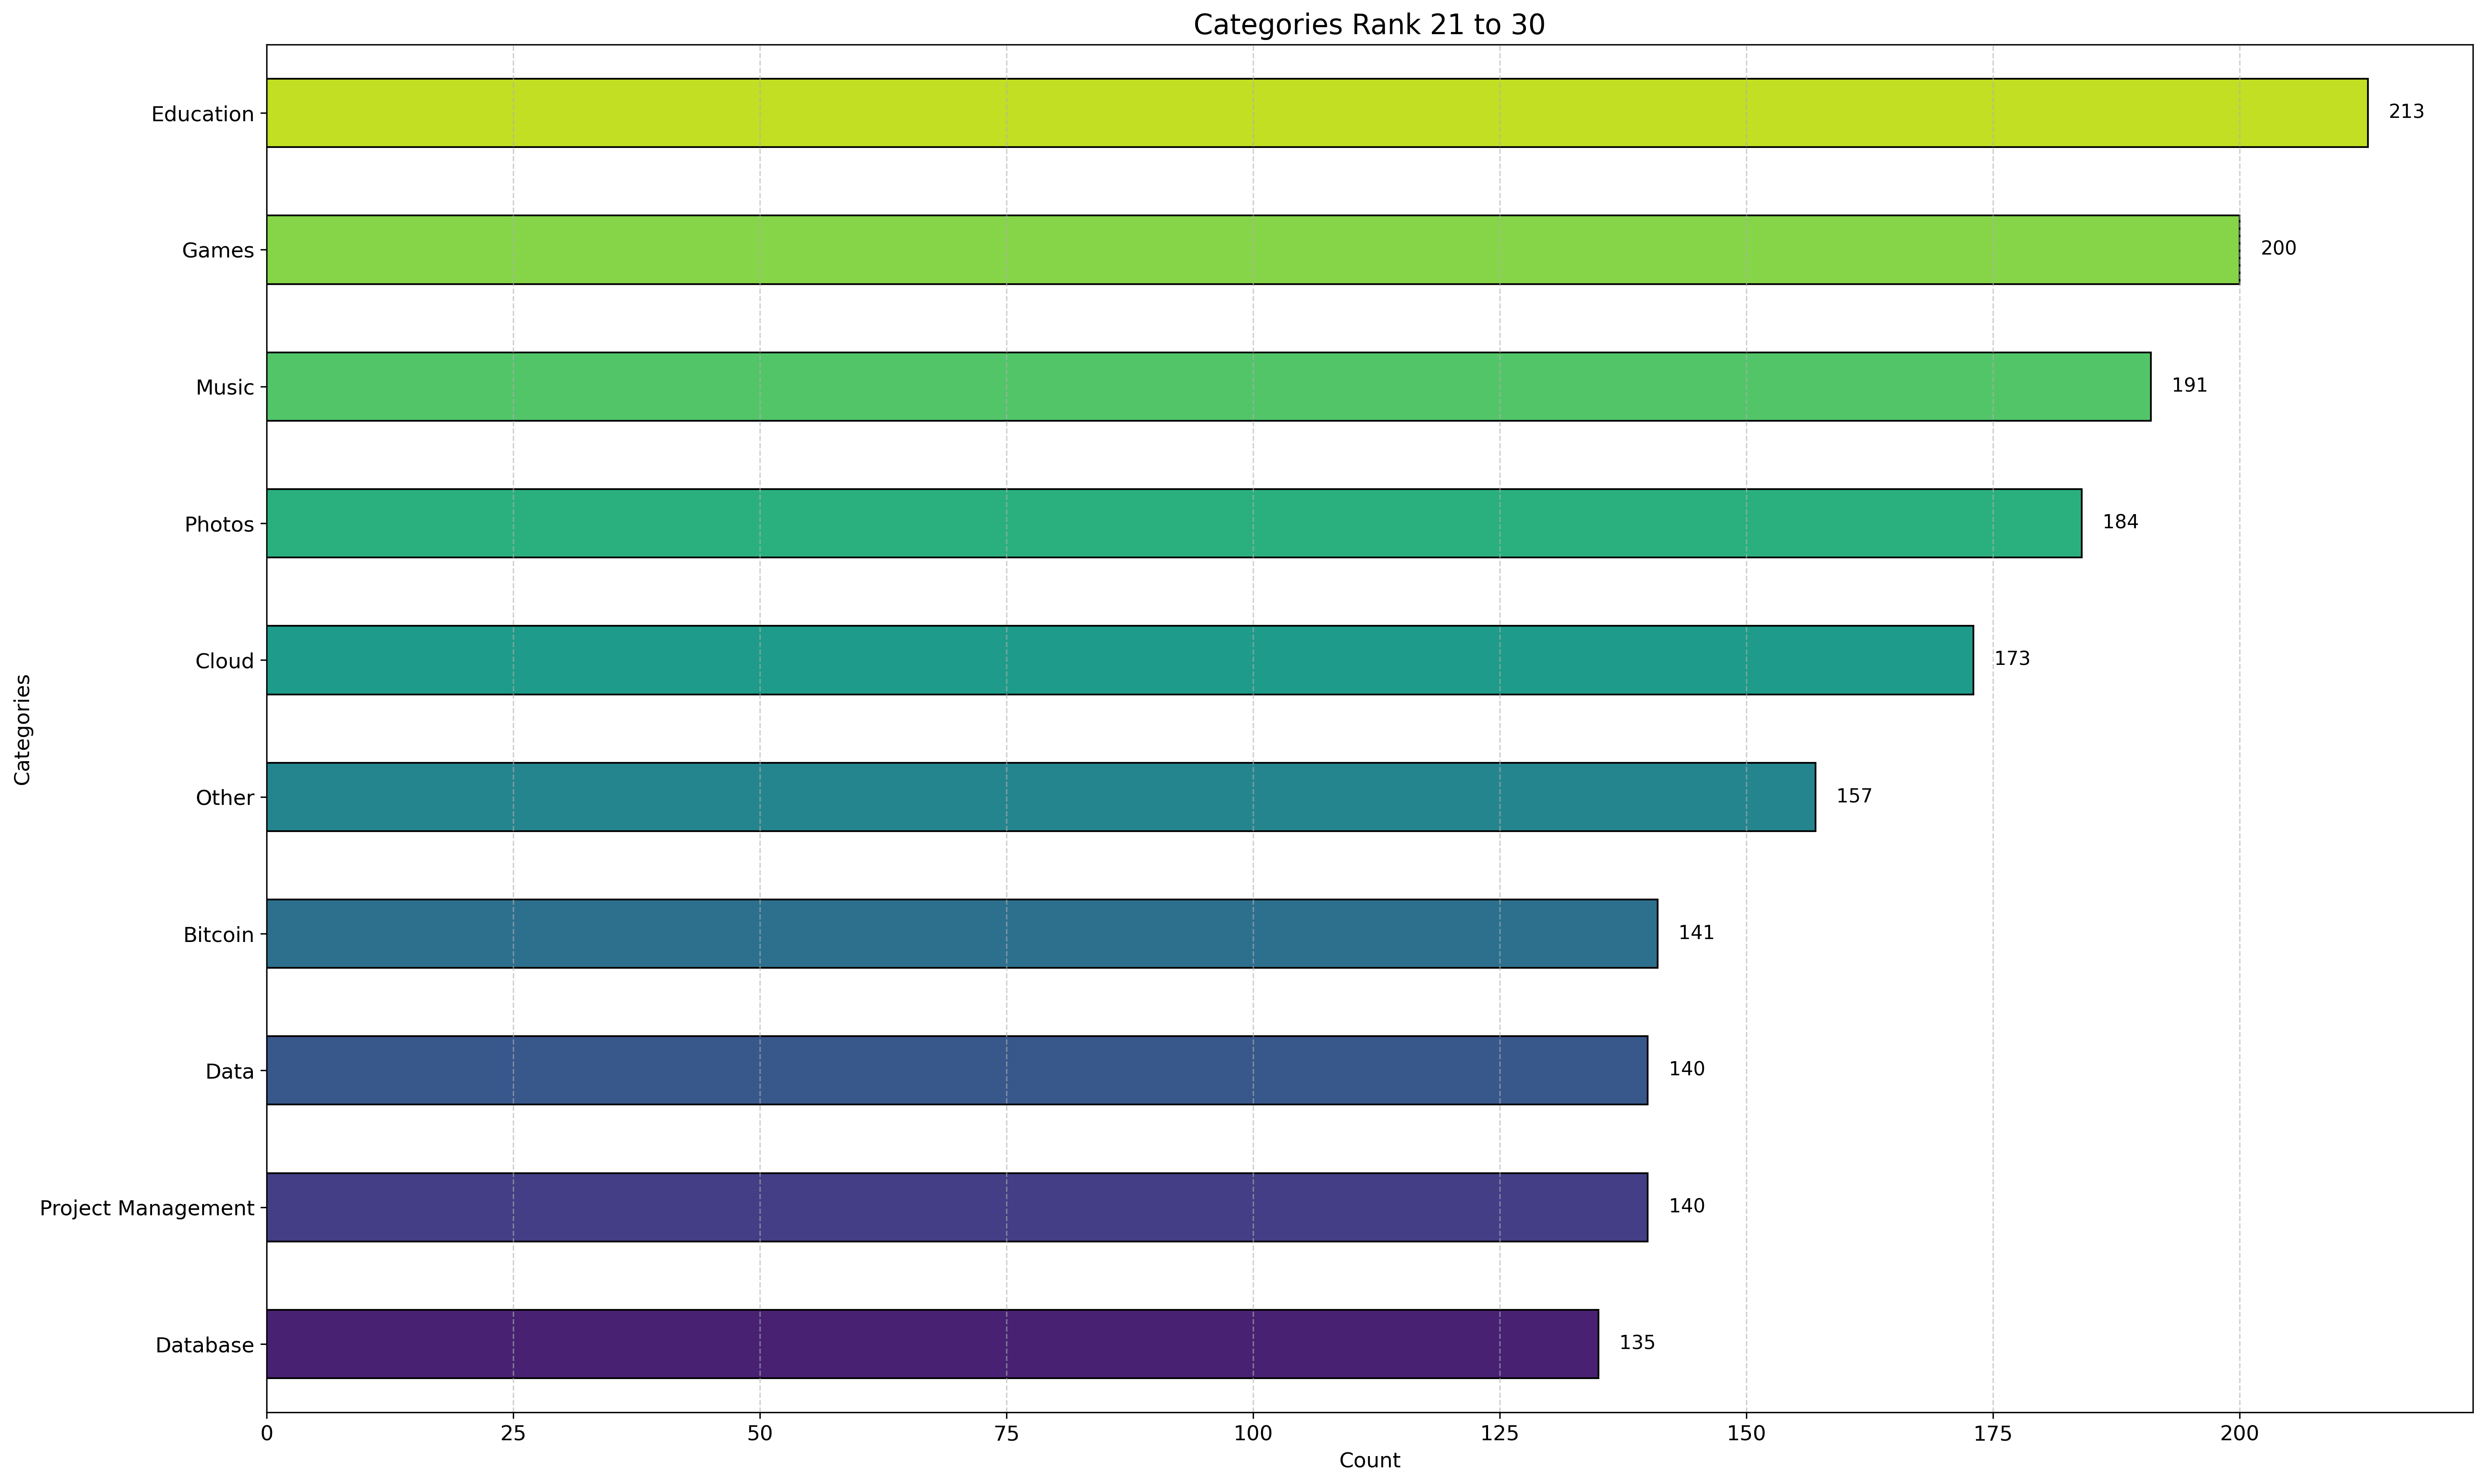 Categories Rank 21 to 30
Education 213
Games 200
Music 191
Photos 184
Cloud 173
Other 157
Bitcoin 141
Data 140
Project Management 140
Database 135
Categories
0 25 50 75 100 125 150 175 200
Count